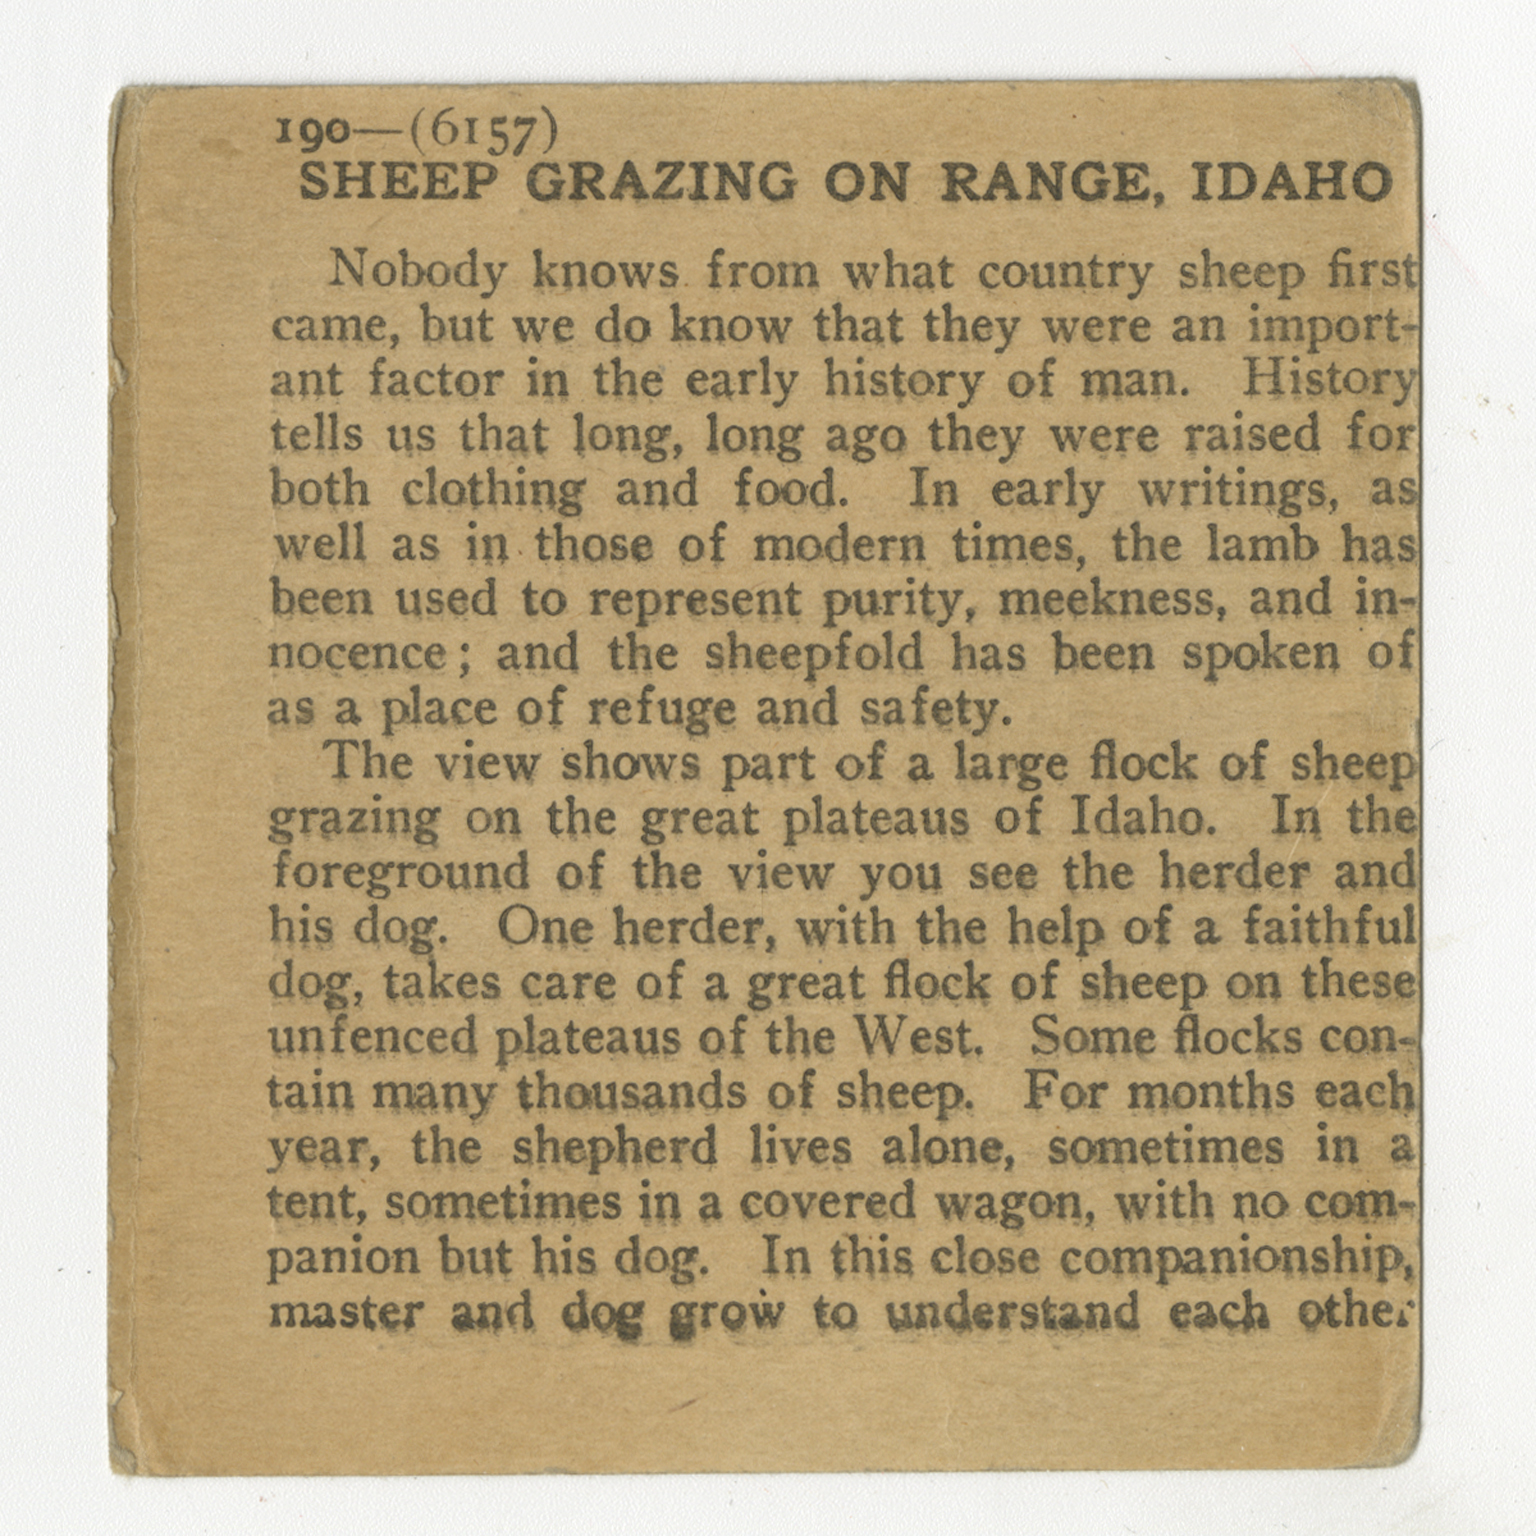 190—(6157)
SHEEP GRAZING ON RANGE, IDAHO
Nobody knows from what country sheep first
came, but we do know that they were an import-
ant factor in the early history of man. History
tells us that long, long ago they were raised for
both clothing and food. In early writings, as
well as in those of modern times, the lamb has
been used to represent purity, meekness, and in-
nocence; and the sheepfold has been spoken of
as a place of refuge and safety.
The view shows part of a large flock of sheep
grazing on the great plateaus of Idaho. In the
foreground of the view you see the herder and
his dog. One herder, with the help of a faithful
dog, takes care of a great flock of sheep on these
unfenced plateaus of the West. Some flocks con-
tain many thousands of sheep. For months each
year, the shepherd lives alone, sometimes in a
tent, sometimes in a covered wagon, with no com-
panion but his dog. In this close companionship,
master and dog grow to understand each other